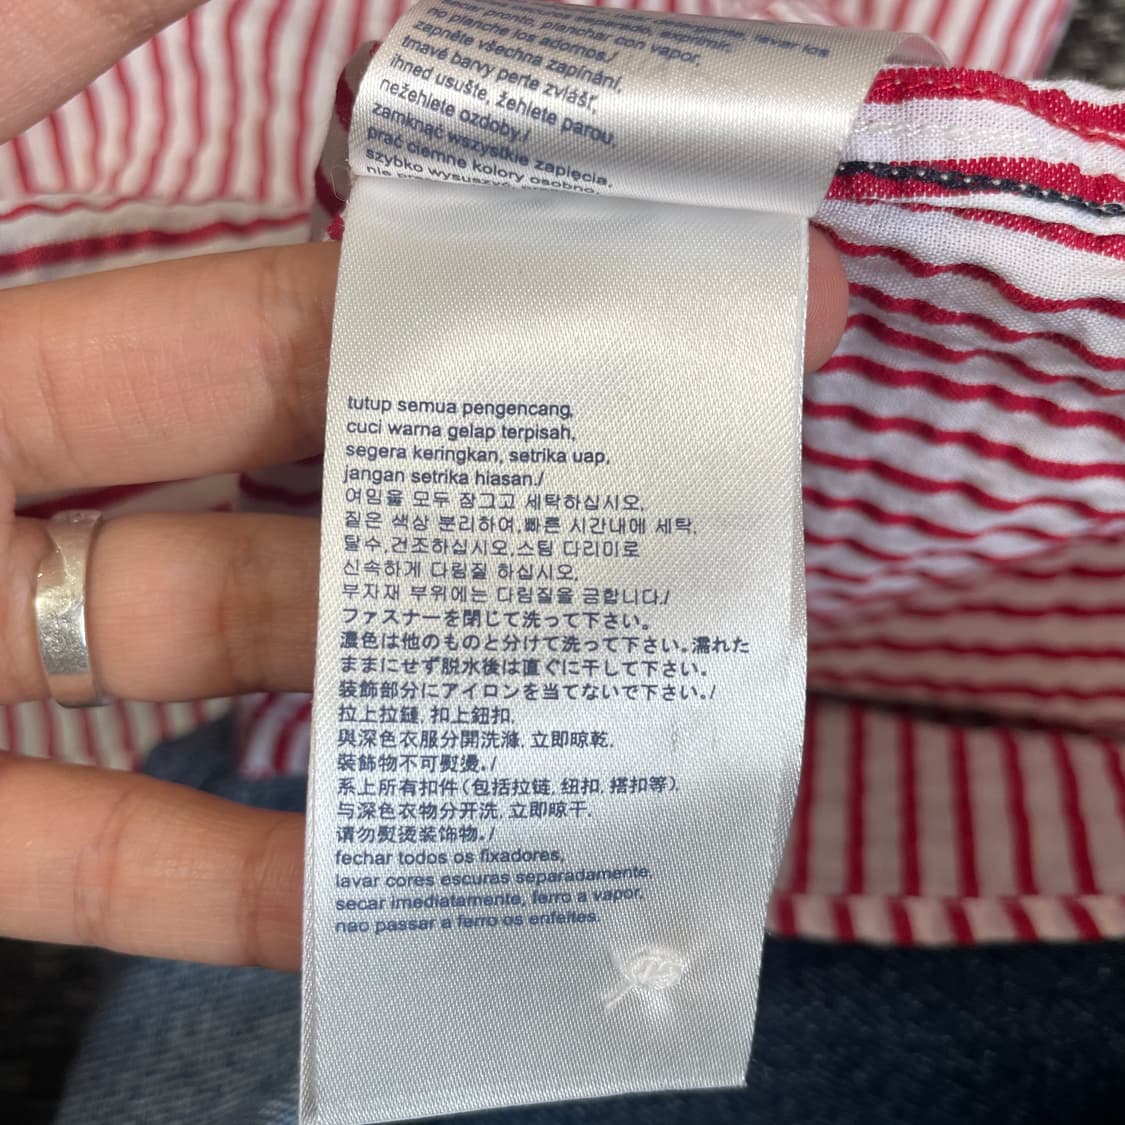 separado, exprimir,
pronto, planchar con vapor,
no planche los adornos./
zapněte všechna zapínání,
tmavé barvy perte zvlášť,
ihned usušte, žehlete parou,
nežehlete ozdoby./
zamknąć wszystkie zapięcia,
prać ciemne kolory osobno,
szybko wysuszyć,
tutup semua pengencang,
cuci warna gelap terpisah,
segera keringkan, setrika uap,
jangan setrika hiasan./
여밈을 모두 잠그고 세탁하십시오.
짙은 색상 분리하여,빠른 시간내에 세탁,
탈수,건조하십시오.스팀 다리미로
신속하게 다림질 하십시오.
부자재 부위에는 다림질을 금합니다./
ファスナーを閉じて洗って下さい。
濃色は他のものと分けて洗って下さい。濡れた
ままにせず脱水後は直ぐに干して下さい。
装飾部分にアイロンを当てないで下さい。/
拉上拉鏈, 扣上鈕扣,
與深色衣服分開洗滌, 立即晾乾,
裝飾物不可熨燙。/
系上所有扣件(包括拉链, 纽扣, 搭扣等),
与深色衣物分开洗, 立即晾干,
请勿熨烫装饰物。/
fechar todos os fixadores,
lavar cores escuras separadamente,
secar imediatamente, ferro a vapor,
nao passar a ferro os enfeites.